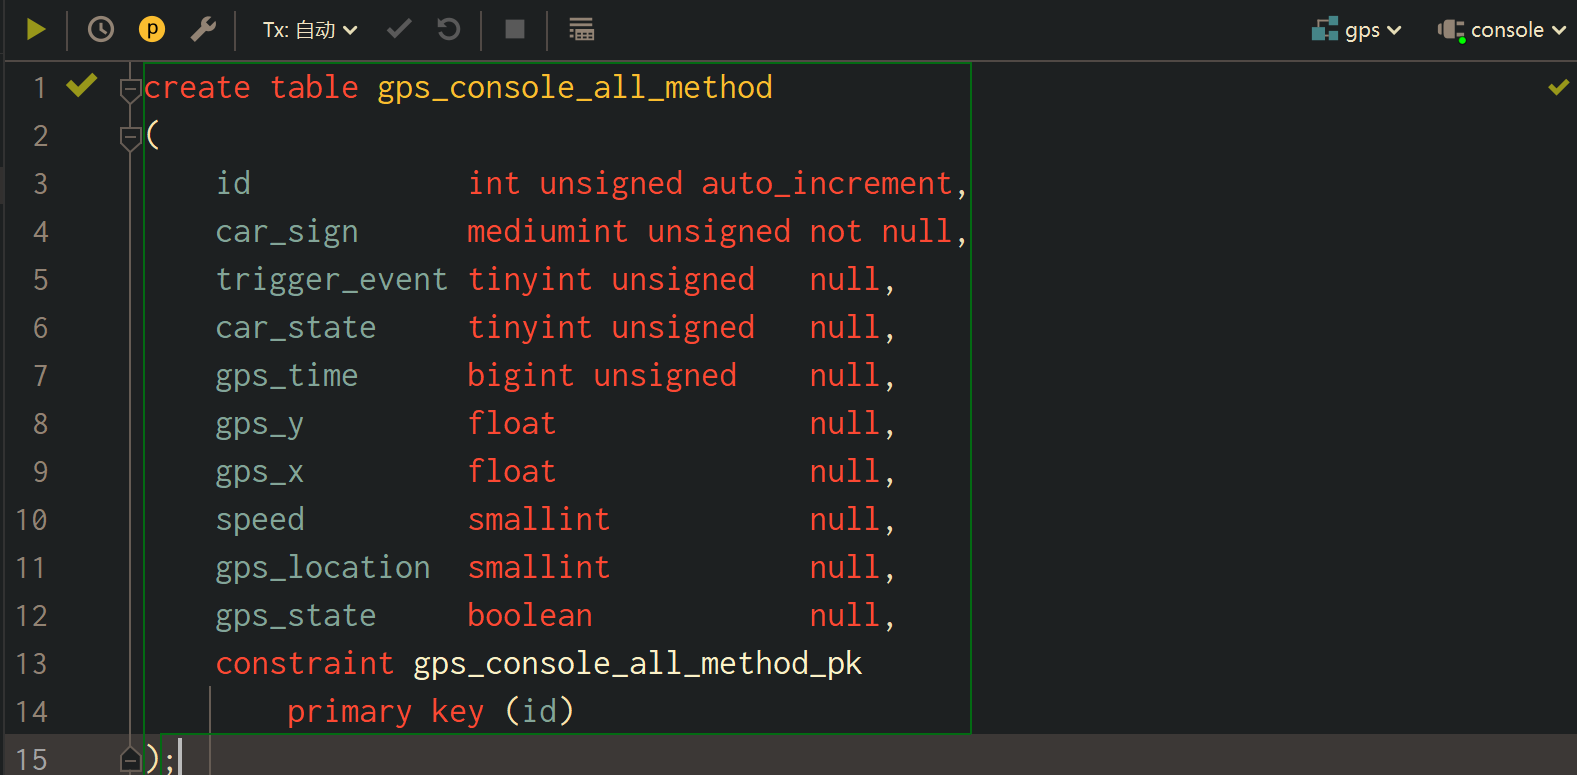 p Tx: 自动 gps console
1 create table gps_console_all_method
2 (
3 id int unsigned auto_increment,
4 car_sign mediumint unsigned not null,
5 trigger_event tinyint unsigned null,
6 car_state tinyint unsigned null,
7 gps_time bigint unsigned null,
8 gps_y float null,
9 gps_x float null,
10 speed smallint null,
11 gps_location smallint null,
12 gps_state boolean null,
13 constraint gps_console_all_method_pk
14 primary key (id)
15 );